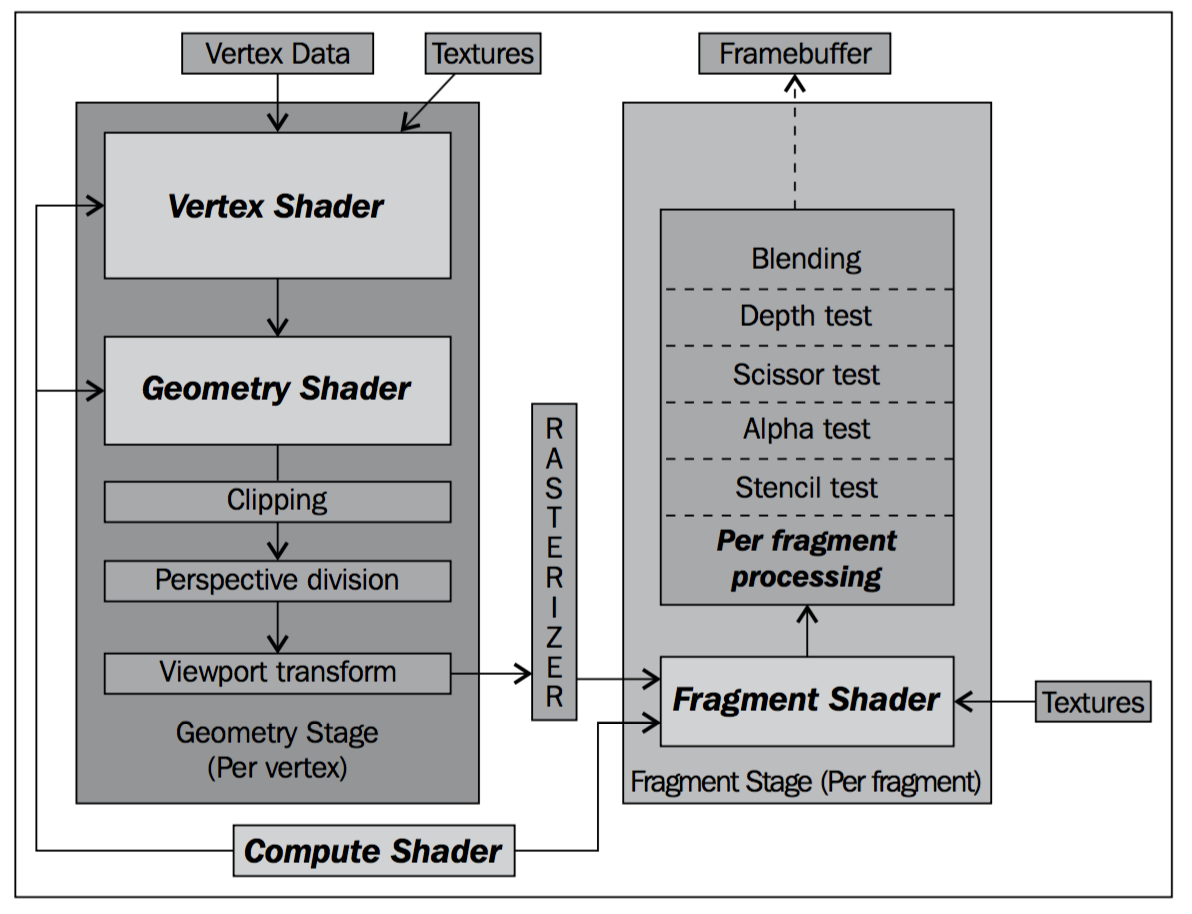 Vertex Data
Textures
Vertex Shader
Geometry Shader
Clipping
Perspective division
Viewport transform
Geometry Stage
(Per vertex)
RASTERIZER
Framebuffer
Blending
Depth test
Scissor test
Alpha test
Stencil test
Per fragment
processing
Fragment Shader
Textures
Fragment Stage (Per fragment)
Compute Shader